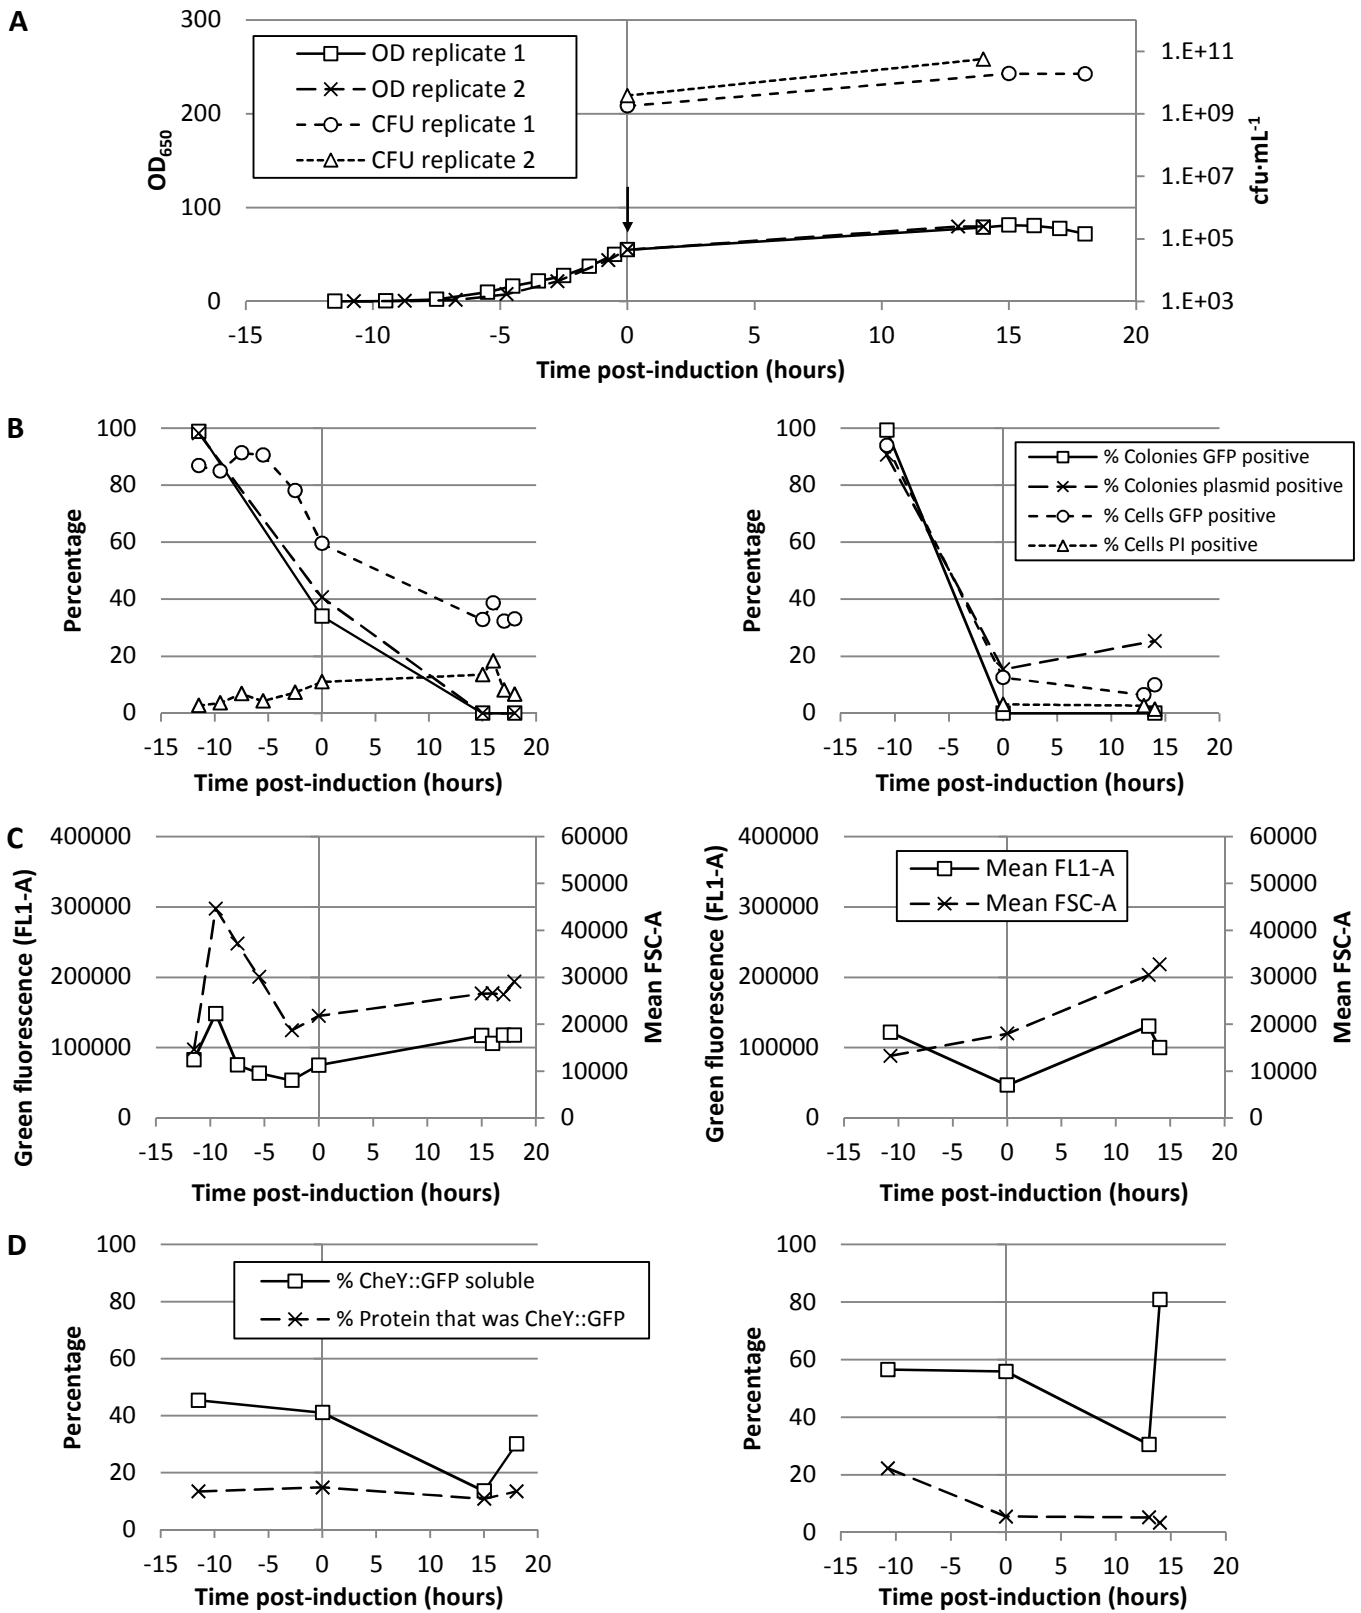 A
300
200
100
0
OD650
OD replicate 1
OD replicate 2
CFU replicate 1
CFU replicate 2
1.E+11
1.E+09
1.E+07
1.E+05
1.E+03
cfu·mL-1
-15 -10 -5 0 5 10 15 20
Time post-induction (hours)
B
100
80
60
40
20
0
Percentage
-15 -10 -5 0 5 10 15 20
Time post-induction (hours)
100
80
60
40
20
0
Percentage
% Colonies GFP positive
% Colonies plasmid positive
% Cells GFP positive
% Cells PI positive
-15 -10 -5 0 5 10 15 20
Time post-induction (hours)
C
400000
300000
200000
100000
0
Green fluorescence (FL1-A)
60000
50000
40000
30000
20000
10000
0
Mean FSC-A
-15 -10 -5 0 5 10 15 20
Time post-induction (hours)
400000
300000
200000
100000
0
Green fluorescence (FL1-A)
Mean FL1-A
Mean FSC-A
60000
50000
40000
30000
20000
10000
0
Mean FSC-A
-15 -10 -5 0 5 10 15 20
Time post-induction (hours)
D
100
80
60
40
20
0
Percentage
% CheY::GFP soluble
% Protein that was CheY::GFP
-15 -10 -5 0 5 10 15 20
Time post-induction (hours)
100
80
60
40
20
0
Percentage
-15 -10 -5 0 5 10 15 20
Time post-induction (hours)